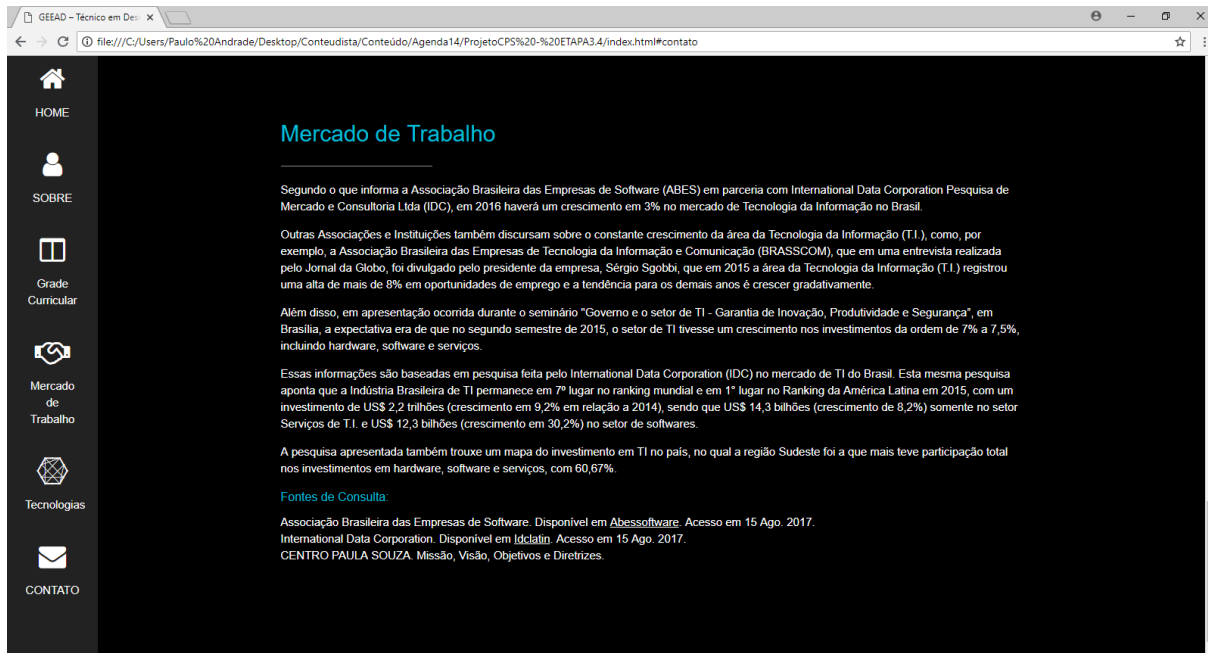 GEEAD – Técnico em Des
file:///C:/Users/Paulo%20Andrade/Desktop/Conteudista/Conteúdo/Agenda14/ProjetoCPS%20-%20ETAPA3.4/index.html#contato
HOME
SOBRE
Grade
Curricular
Mercado
de
Trabalho
Tecnologias
CONTATO
Mercado de Trabalho
Segundo o que informa a Associação Brasileira das Empresas de Software (ABES) em parceria com International Data Corporation Pesquisa de
Mercado e Consultoria Ltda (IDC), em 2016 haverá um crescimento em 3% no mercado de Tecnologia da Informação no Brasil.
Outras Associações e Instituições também discursam sobre o constante crescimento da área da Tecnologia da Informação (T.I.), como, por
exemplo, a Associação Brasileira das Empresas de Tecnologia da Informação e Comunicação (BRASSCOM), que em uma entrevista realizada
pelo Jornal da Globo, foi divulgado pelo presidente da empresa, Sérgio Sgobbi, que em 2015 a área da Tecnologia da Informação (T.I.) registrou
uma alta de mais de 8% em oportunidades de emprego e a tendência para os demais anos é crescer gradativamente.
Além disso, em apresentação ocorrida durante o seminário "Governo e o setor de TI - Garantia de Inovação, Produtividade e Segurança", em
Brasília, a expectativa era de que no segundo semestre de 2015, o setor de TI tivesse um crescimento nos investimentos da ordem de 7% a 7,5%,
incluindo hardware, software e serviços.
Essas informações são baseadas em pesquisa feita pelo International Data Corporation (IDC) no mercado de TI do Brasil. Esta mesma pesquisa
aponta que a Indústria Brasileira de TI permanece em 7º lugar no ranking mundial e em 1° lugar no Ranking da América Latina em 2015, com um
investimento de US$ 2,2 trilhões (crescimento em 9,2% em relação a 2014), sendo que US$ 14,3 bilhões (crescimento de 8,2%) somente no setor
Serviços de T.I. e US$ 12,3 bilhões (crescimento em 30,2%) no setor de softwares.
A pesquisa apresentada também trouxe um mapa do investimento em TI no país, no qual a região Sudeste foi a que mais teve participação total
nos investimentos em hardware, software e serviços, com 60,67%.
Fontes de Consulta:
Associação Brasileira das Empresas de Software. Disponível em Abessoftware. Acesso em 15 Ago. 2017.
International Data Corporation. Disponível em Idclatin. Acesso em 15 Ago. 2017.
CENTRO PAULA SOUZA. Missão, Visão, Objetivos e Diretrizes.